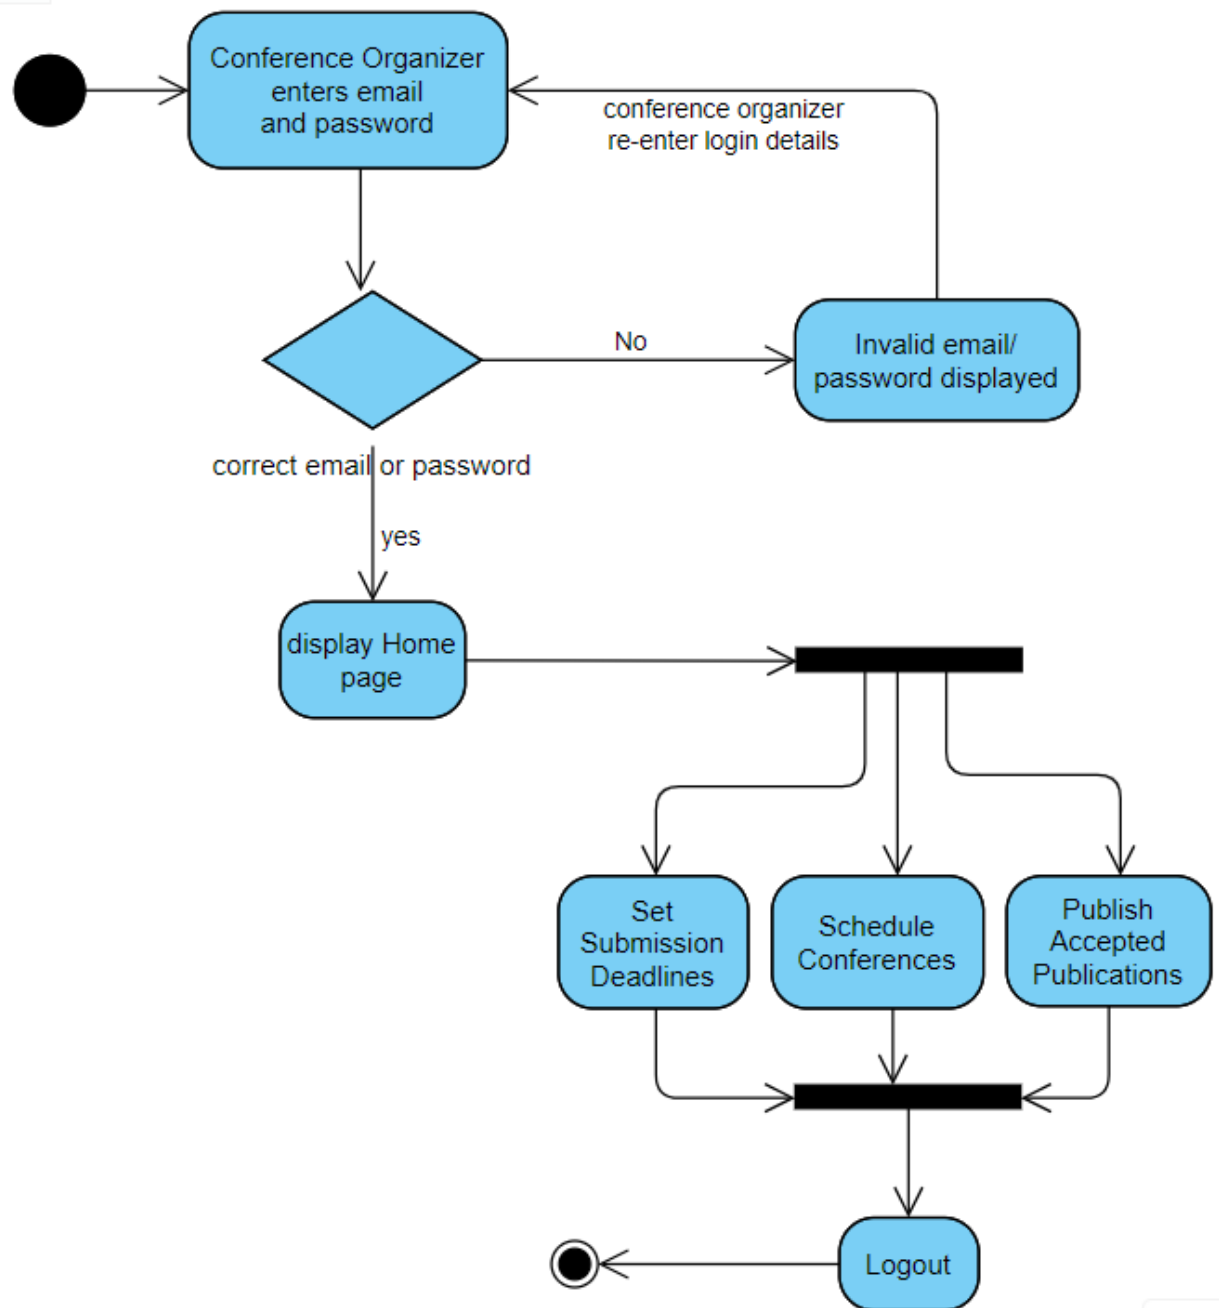 Conference Organizer
enters email
and password
conference organizer
re-enter login details
No
Invalid email/
password displayed
correct email or password
yes
display Home
page
Set
Submission
Deadlines
Schedule
Conferences
Publish
Accepted
Publications
Logout